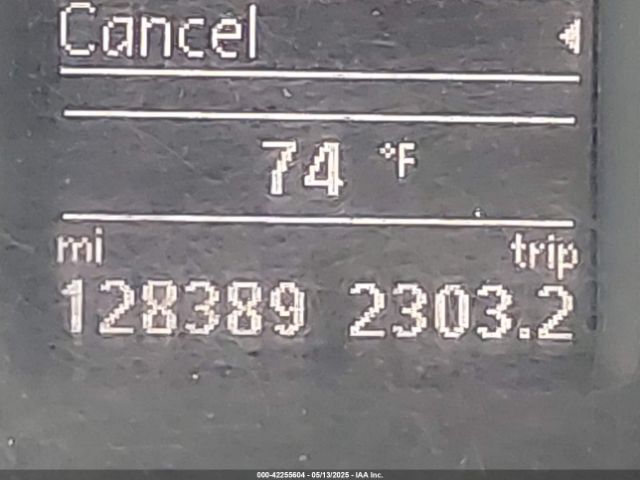 Cancel
74 °F
mi trip
128389 2303.2
000-42255604 - 05/13/2025 - IAA Inc.